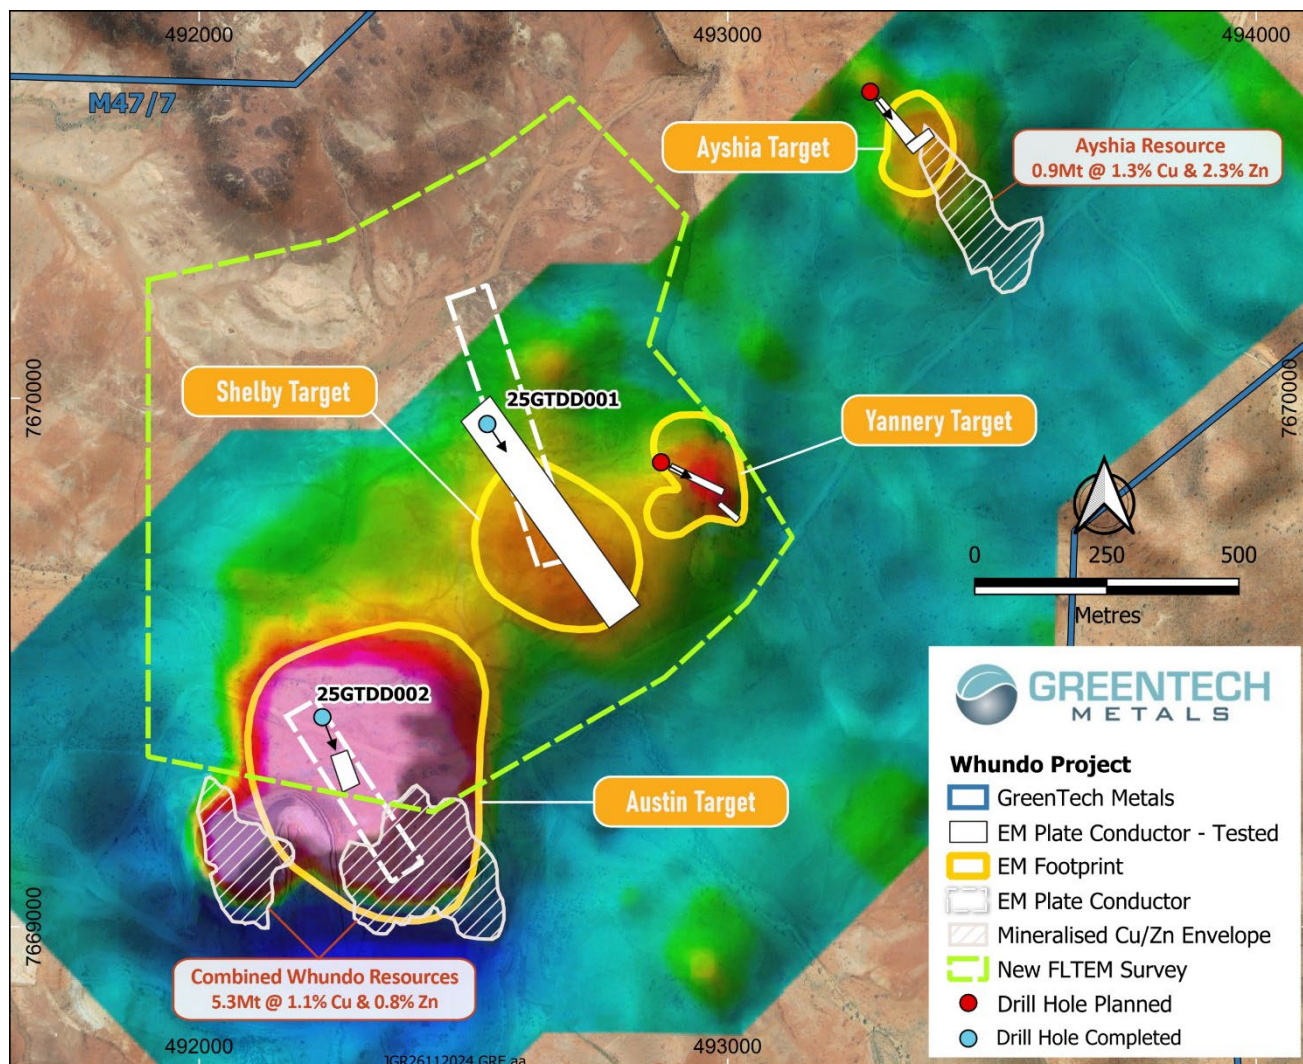 492000
493000
494000
M47/7
Ayshia Target
Ayshia Resource
0.9Mt @ 1.3% Cu & 2.3% Zn
7670000
7670000
Shelby Target
25GTDD001
Yannery Target
0 250 500
Metres
25GTDD002
Austin Target
7669000
Combined Whundo Resources
5.3Mt @ 1.1% Cu & 0.8% Zn
GREENTECH
METALS
Whundo Project
GreenTech Metals
EM Plate Conductor - Tested
EM Footprint
EM Plate Conductor
Mineralised Cu/Zn Envelope
New FLTEM Survey
Drill Hole Planned
Drill Hole Completed
492000
493000